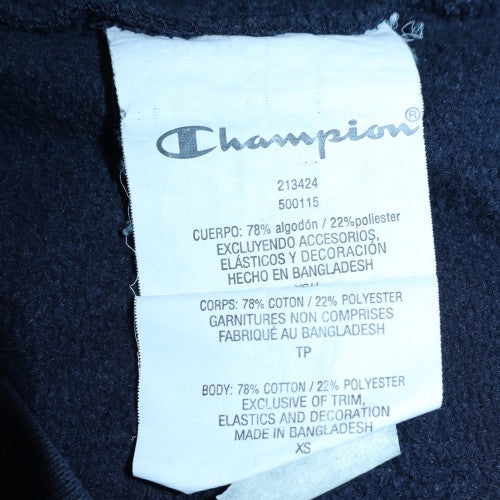 Champion®
213424
500115
CUERPO: 78% algodón / 22%poliester
EXCLUYENDO ACCESORIOS,
ELÁSTICOS Y DECORACIÓN
HECHO EN BANGLADESH
CORPS: 78% COTON / 22% POLYESTER
GARNITURES NON COMPRISES
FABRIQUÉ AU BANGLADESH
TP
BODY: 78% COTTON / 22% POLYESTER
EXCLUSIVE OF TRIM,
ELASTICS AND DECORATION
MADE IN BANGLADESH
XS